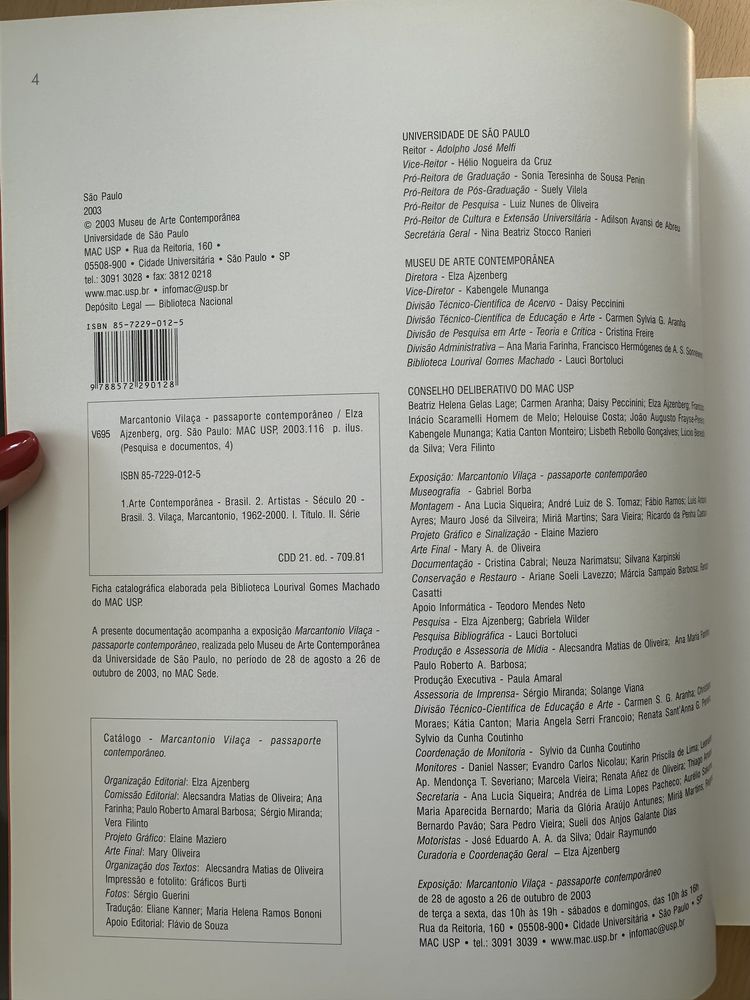 4
São Paulo
2003
© 2003 Museu de Arte Contemporânea
Universidade de São Paulo
MAC USP • Rua da Reitoria, 160 •
05508-900 • Cidade Universitária • São Paulo • SP
tel.: 3091 3028 • fax: 3812 0218
www.mac.usp.br • infomac@usp.br
Depósito Legal — Biblioteca Nacional
ISBN 85-7229-012-5
9 788572 290128
Marcantonio Vilaça - passaporte contemporâneo / Elza
V695 Ajzenberg, org. São Paulo: MAC USP, 2003.116 p. ilus.
(Pesquisa e documentos, 4)
ISBN 85-7229-012-5
1.Arte Contemporânea - Brasil. 2. Artistas - Século 20 -
Brasil. 3. Vilaça, Marcantonio, 1962-2000. I. Título. II. Série
CDD 21. ed. - 709.81
Ficha catalográfica elaborada pela Biblioteca Lourival Gomes Machado
do MAC USP.
A presente documentação acompanha a exposição Marcantonio Vilaça -
passaporte contemporâneo, realizada pelo Museu de Arte Contemporânea
da Universidade de São Paulo, no período de 28 de agosto a 26 de
outubro de 2003, no MAC Sede.
Catálogo - Marcantonio Vilaça - passaporte
contemporâneo.
Organização Editorial: Elza Ajzenberg
Comissão Editorial: Alecsandra Matias de Oliveira; Ana
Farinha; Paulo Roberto Amaral Barbosa; Sérgio Miranda;
Vera Filinto
Projeto Gráfico: Elaine Maziero
Arte Final: Mary Oliveira
Organização dos Textos: Alecsandra Matias de Oliveira
Impressão e fotolito: Gráficos Burti
Fotos: Sérgio Guerini
Tradução: Eliane Kanner; Maria Helena Ramos Bononi
Apoio Editorial: Flávio de Souza
UNIVERSIDADE DE SÃO PAULO
Reitor - Adolpho José Melfi
Vice-Reitor - Hélio Nogueira da Cruz
Pró-Reitora de Graduação - Sonia Teresinha de Sousa Penin
Pró-Reitora de Pós-Graduação - Suely Vilela
Pró-Reitor de Pesquisa - Luiz Nunes de Oliveira
Pró-Reitor de Cultura e Extensão Universitária - Adilson Avansi de Abreu
Secretária Geral - Nina Beatriz Stocco Ranieri
MUSEU DE ARTE CONTEMPORÂNEA
Diretora - Elza Ajzenberg
Vice-Diretor - Kabengele Munanga
Divisão Técnico-Científica de Acervo - Daisy Peccinini
Divisão Técnico-Científica de Educação e Arte - Carmen Sylvia G. Aranha
Divisão de Pesquisa em Arte - Teoria e Crítica - Cristina Freire
Divisão Administrativa – Ana Maria Farinha, Francisco Hermógenes de A. S.
Biblioteca Lourival Gomes Machado - Lauci Bortoluci
CONSELHO DELIBERATIVO DO MAC USP
Beatriz Helena Gelas Lage; Carmen Aranha; Daisy Peccinini; Elza Ajzenberg;
Inácio Scaramelli Homem de Melo; Helouise Costa; João Augusto
Kabengele Munanga; Katia Canton Monteiro; Lisbeth Rebollo Gonçalves; Lúcio
da Silva; Vera Filinto
Exposição: Marcantonio Vilaça - passaporte contemporâeo
Museografia - Gabriel Borba
Montagem - Ana Lucia Siqueira; André Luiz de S. Tomaz; Fábio Ramos; Luis
Ayres; Mauro José da Silveira; Miriã Martins; Sara Vieira; Ricardo da Penha
Projeto Gráfico e Sinalização - Elaine Maziero
Arte Final - Mary A. de Oliveira
Documentação - Cristina Cabral; Neuza Narimatsu; Silvana Karpinski
Conservação e Restauro - Ariane Soeli Lavezzo; Márcia Sampaio Barbosa;
Casatti
Apoio Informática - Teodoro Mendes Neto
Pesquisa - Elza Ajzenberg; Gabriela Wilder
Pesquisa Bibliográfica - Lauci Bortoluci
Produção e Assessoria de Mídia - Alecsandra Matias de Oliveira; Ana Maria
Paulo Roberto A. Barbosa;
Produção Executiva - Paula Amaral
Assessoria de Imprensa- Sérgio Miranda; Solange Viana
Divisão Técnico-Científica de Educação e Arte - Carmen S. G. Aranha;
Moraes; Kátia Canton; Maria Angela Serri Francoio; Renata Sant'Anna G.
Sylvio da Cunha Coutinho
Coordenação de Monitoria - Sylvio da Cunha Coutinho
Monitores - Daniel Nasser; Evandro Carlos Nicolau; Karin Priscila de Lima;
Ap. Mendonça T. Severiano; Marcela Vieira; Renata Añez de Oliveira; Thiago
Secretaria - Ana Lucia Siqueira; Andréa de Lima Lopes Pacheco; Aurélio
Maria Aparecida Bernardo; Maria da Glória Araújo Antunes; Miriã Martins;
Bernardo Pavão; Sara Pedro Vieira; Sueli dos Anjos Galante Dias
Motoristas - José Eduardo A. A. da Silva; Odair Raymundo
Curadoria e Coordenação Geral – Elza Ajzenberg
Exposição: Marcantonio Vilaça - passaporte contemporâneo
de 28 de agosto a 26 de outubro de 2003
de terça a sexta, das 10h às 19h - sábados e domingos, das 10h às 16h
Rua da Reitoria, 160 • 05508-900• Cidade Universitária • São Paulo • SP
MAC USP • tel.: 3091 3039 • www.mac.usp.br • infomac@usp.br